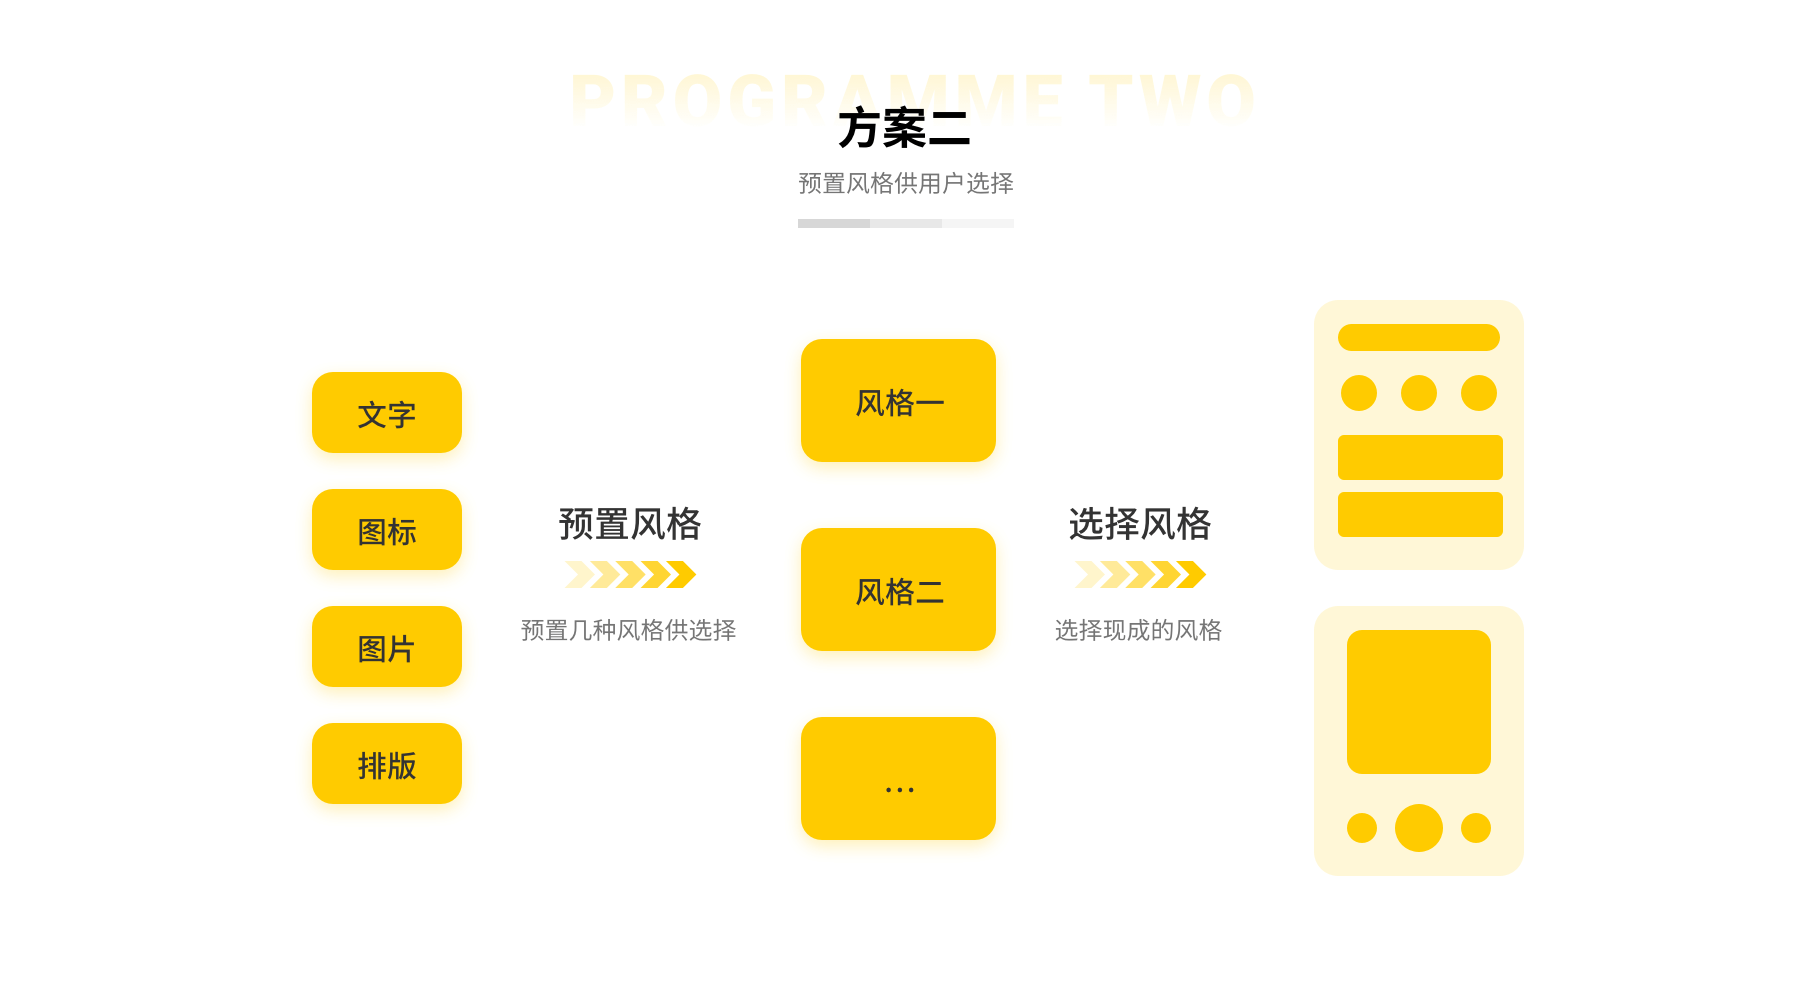 PROGRAMME TWO
方案二
预置风格供用户选择
文字
图标
图片
排版
预置风格
预置几种风格供选择
风格一
风格二
...
选择风格
选择现成的风格